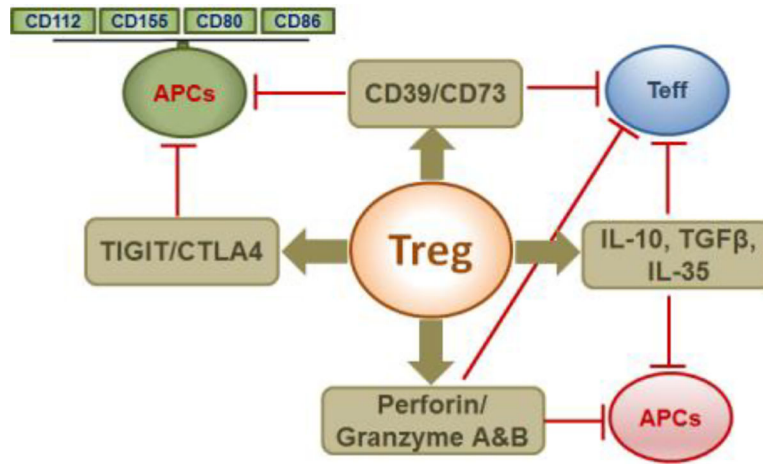 CD112 CD155 CD80 CD86
APCs
CD39/CD73
Teff
TIGIT/CTLA4
Treg
IL-10, TGFβ,
IL-35
Perforin/
Granzyme A&B
APCs